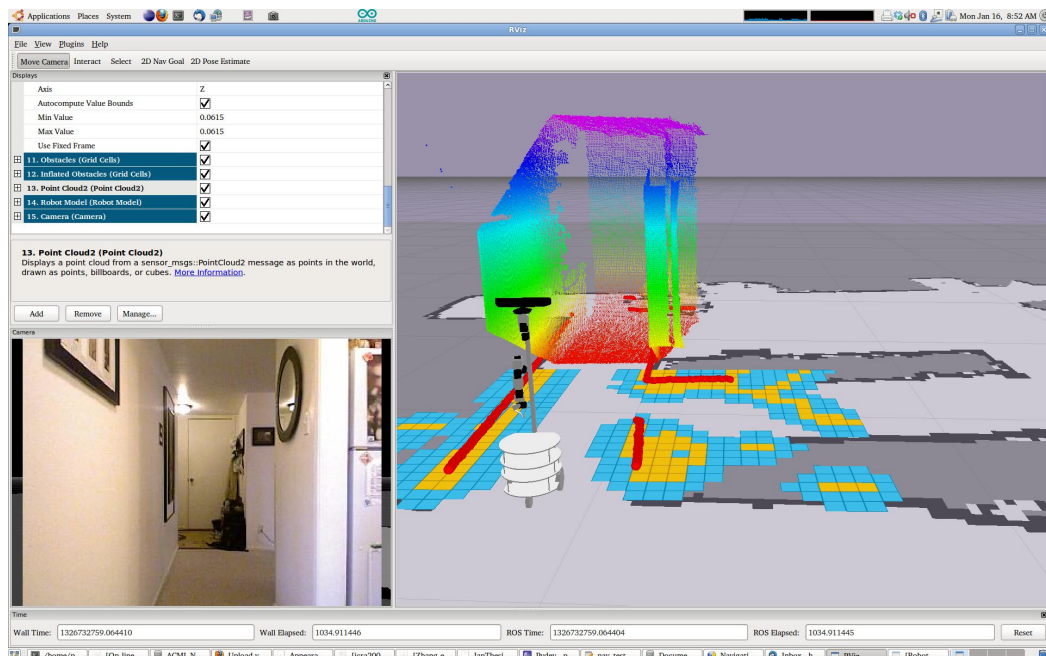 Applications Places System
ARDUINO
Mon Jan 16, 8:52 AM
RViz
File View Plugins Help
Move Camera Interact Select 2D Nav Goal 2D Pose Estimate
Displays
Axis Z
Autocompute Value Bounds
Min Value 0.0615
Max Value 0.0615
Use Fixed Frame
11. Obstacles (Grid Cells)
12. Inflated Obstacles (Grid Cells)
13. Point Cloud2 (Point Cloud2)
14. Robot Model (Robot Model)
15. Camera (Camera)
13. Point Cloud2 (Point Cloud2)
Displays a point cloud from a sensor_msgs::PointCloud2 message as points in the world,
drawn as points, billboards, or cubes. More Information.
Add Remove Manage...
Camera
Time
Wall Time: 1326732759.064410 Wall Elapsed: 1034.911446 ROS Time: 1326732759.064404 ROS Elapsed: 1034.911445 Reset